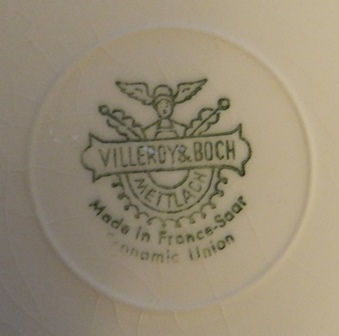 VILLEROY & BOCH
METTLACH
Made in France-Saar
Economic Union